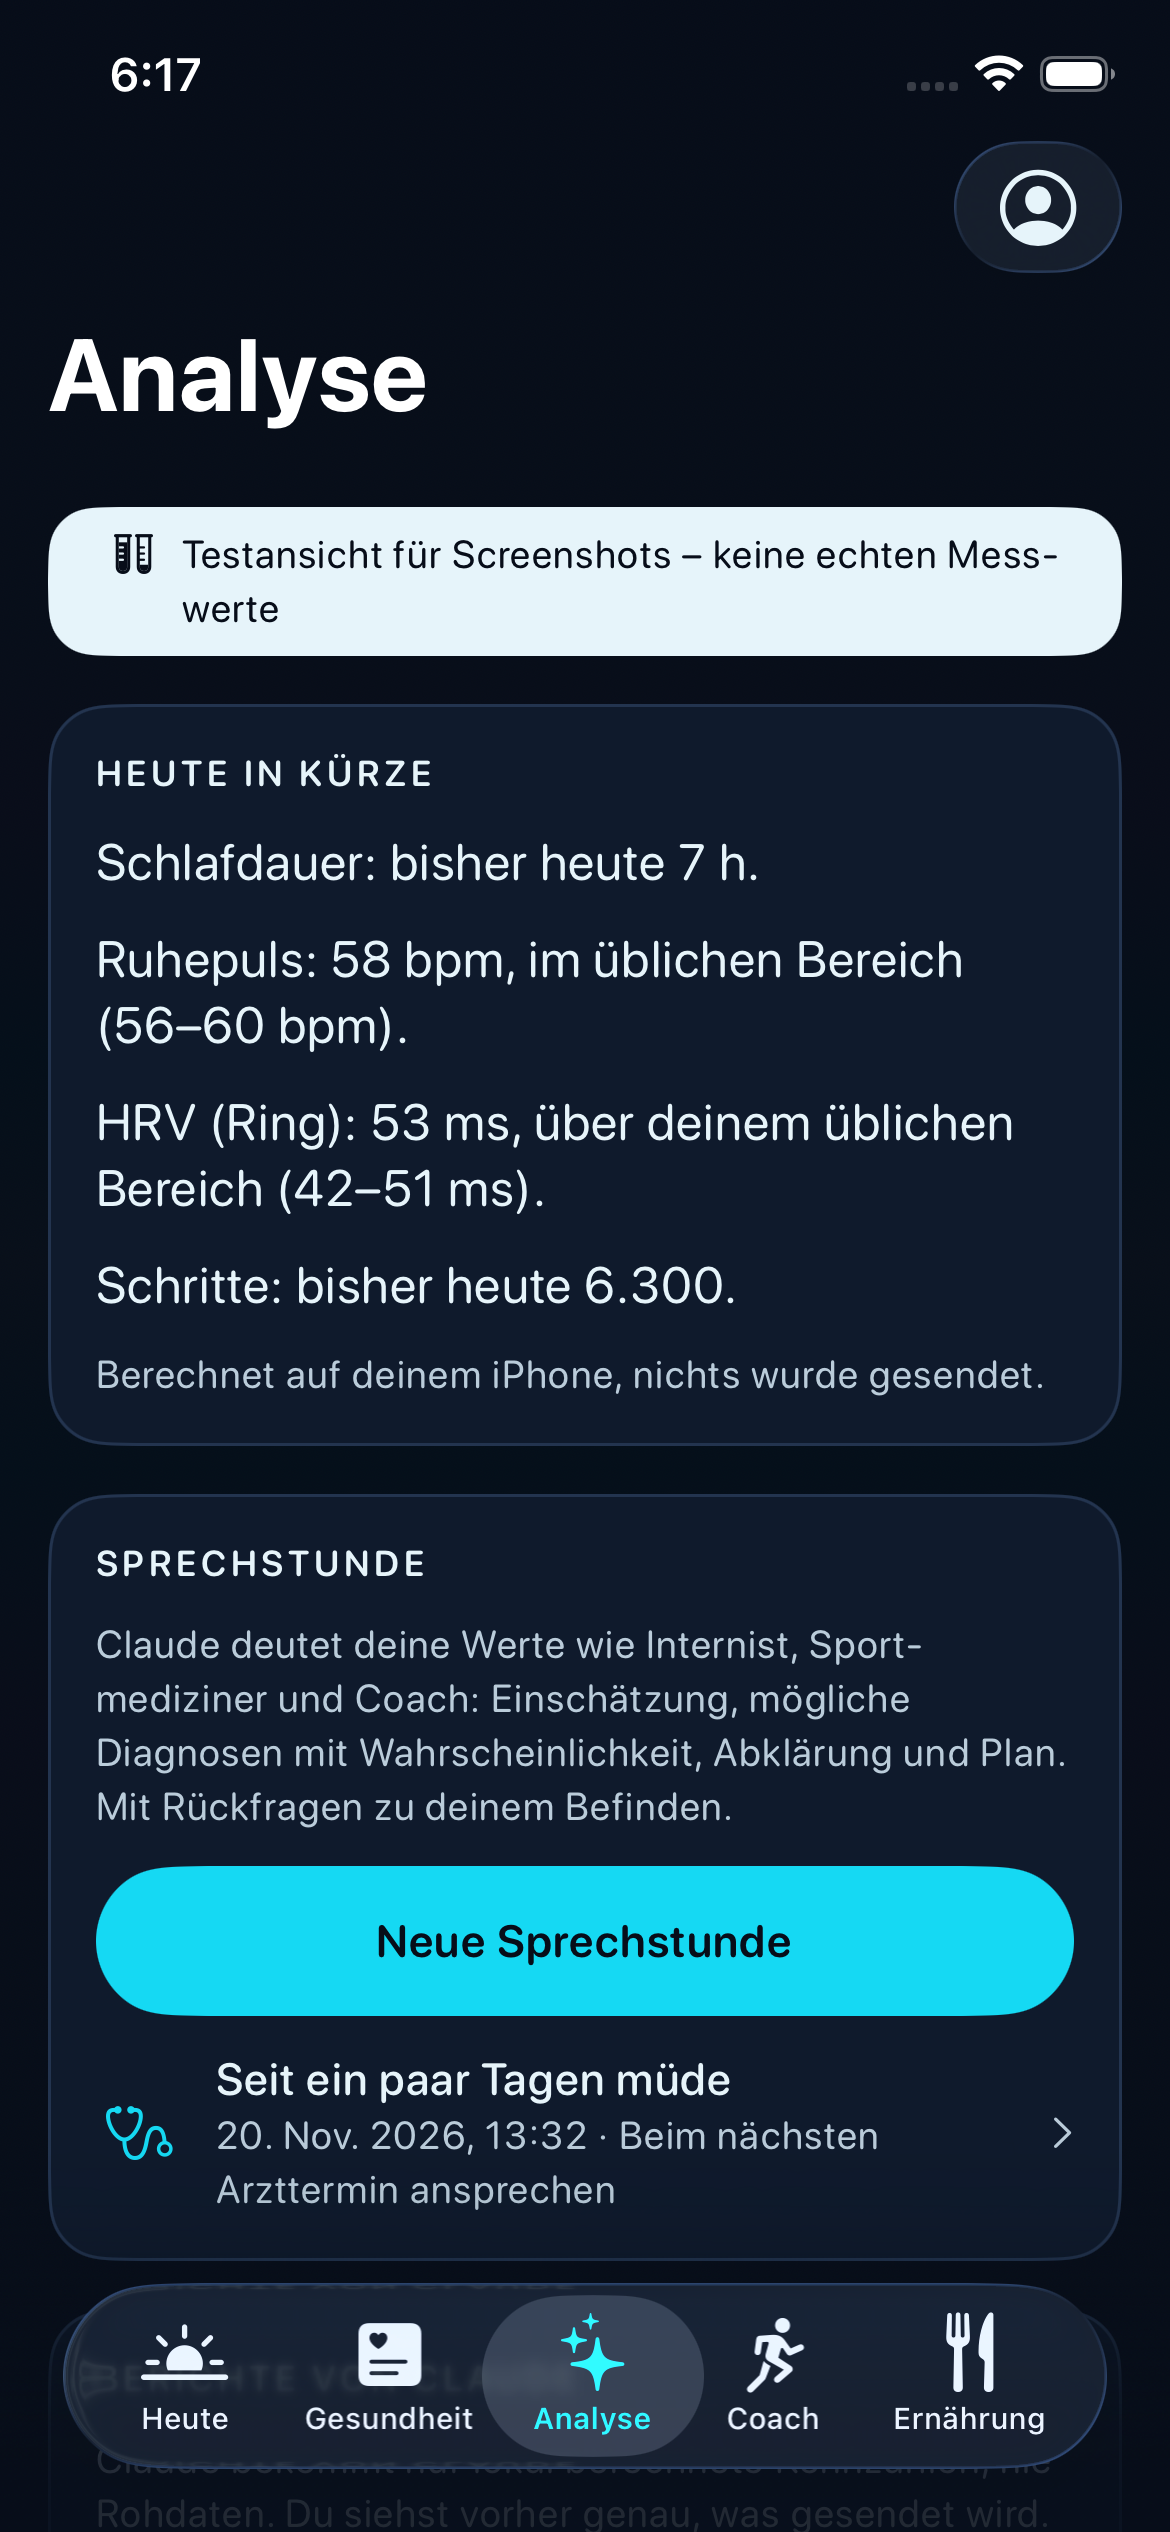 6:17
Analyse
Testansicht für Screenshots – keine echten Mess-
werte
HEUTE IN KÜRZE
Schlafdauer: bisher heute 7 h.
Ruhepuls: 58 bpm, im üblichen Bereich
(56–60 bpm).
HRV (Ring): 53 ms, über deinem üblichen
Bereich (42–51 ms).
Schritte: bisher heute 6.300.
Berechnet auf deinem iPhone, nichts wurde gesendet.
SPRECHSTUNDE
Claude deutet deine Werte wie Internist, Sport-
mediziner und Coach: Einschätzung, mögliche
Diagnosen mit Wahrscheinlichkeit, Abklärung und Plan.
Mit Rückfragen zu deinem Befinden.
Neue Sprechstunde
Seit ein paar Tagen müde
20. Nov. 2026, 13:32 · Beim nächsten
Arzttermin ansprechen
Heute
Gesundheit
Analyse
Coach
Ernährung
Rohdaten. Du siehst vorher genau, was gesendet wird.